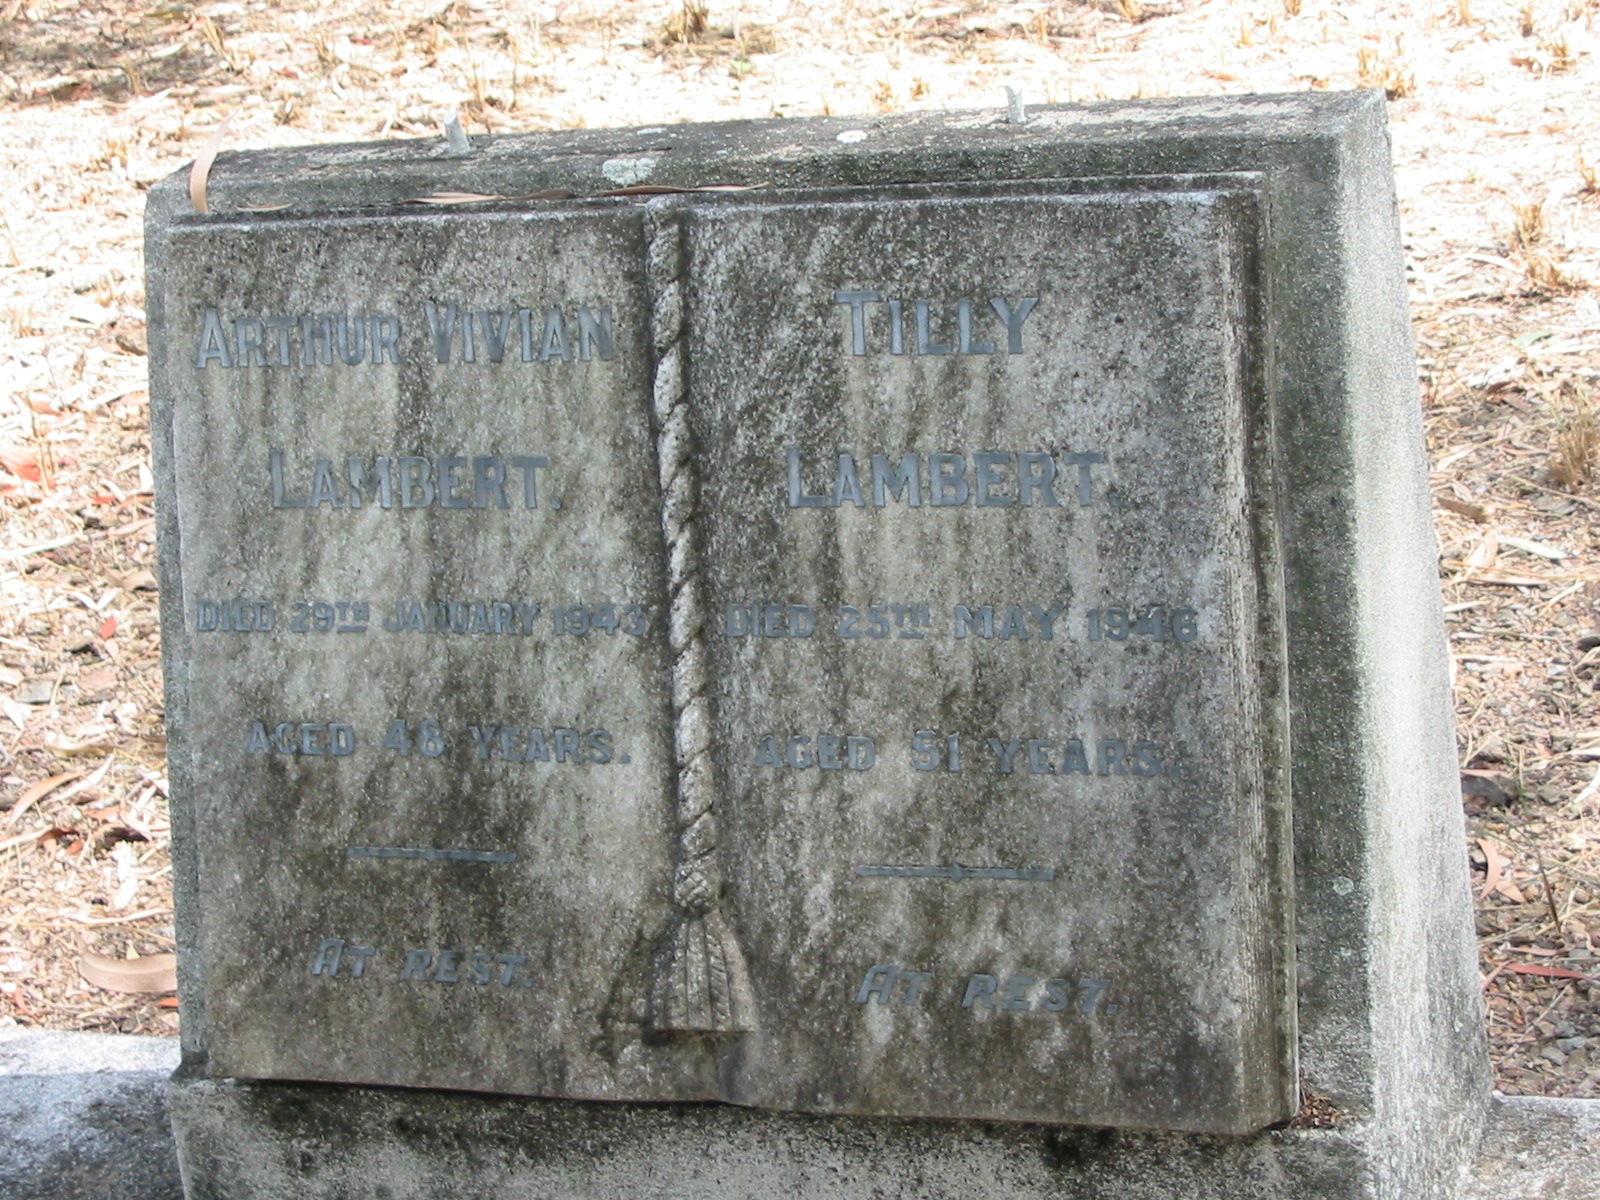 ARTHUR VIVIAN
LAMBERT.
DIED 29TH JANUARY 1943
AGED 48 YEARS.
AT REST.
TILLY
LAMBERT.
DIED 25TH MAY 1946
AGED 51 YEARS.
AT REST.